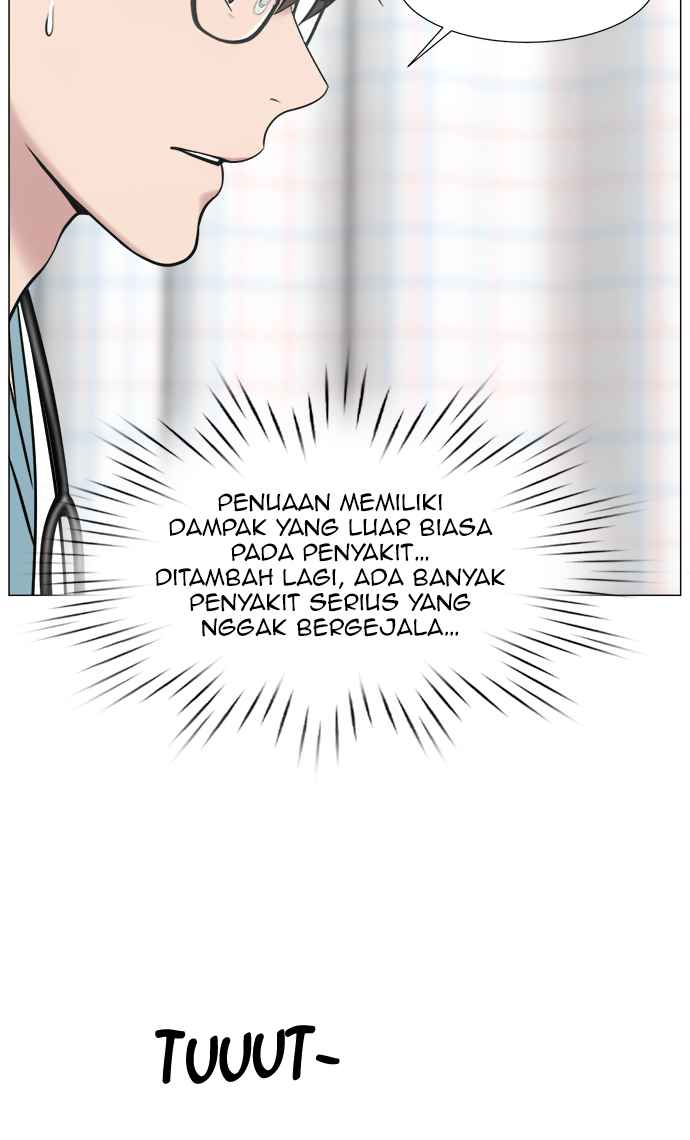 PENUAAN MEMILIKI
DAMPAK YANG LUAR BIASA
PADA PENYAKIT...
DITAMBAH LAGI, ADA BANYAK
PENYAKIT SERIUS YANG
NGGAK BERGEJALA...
TUUUT-